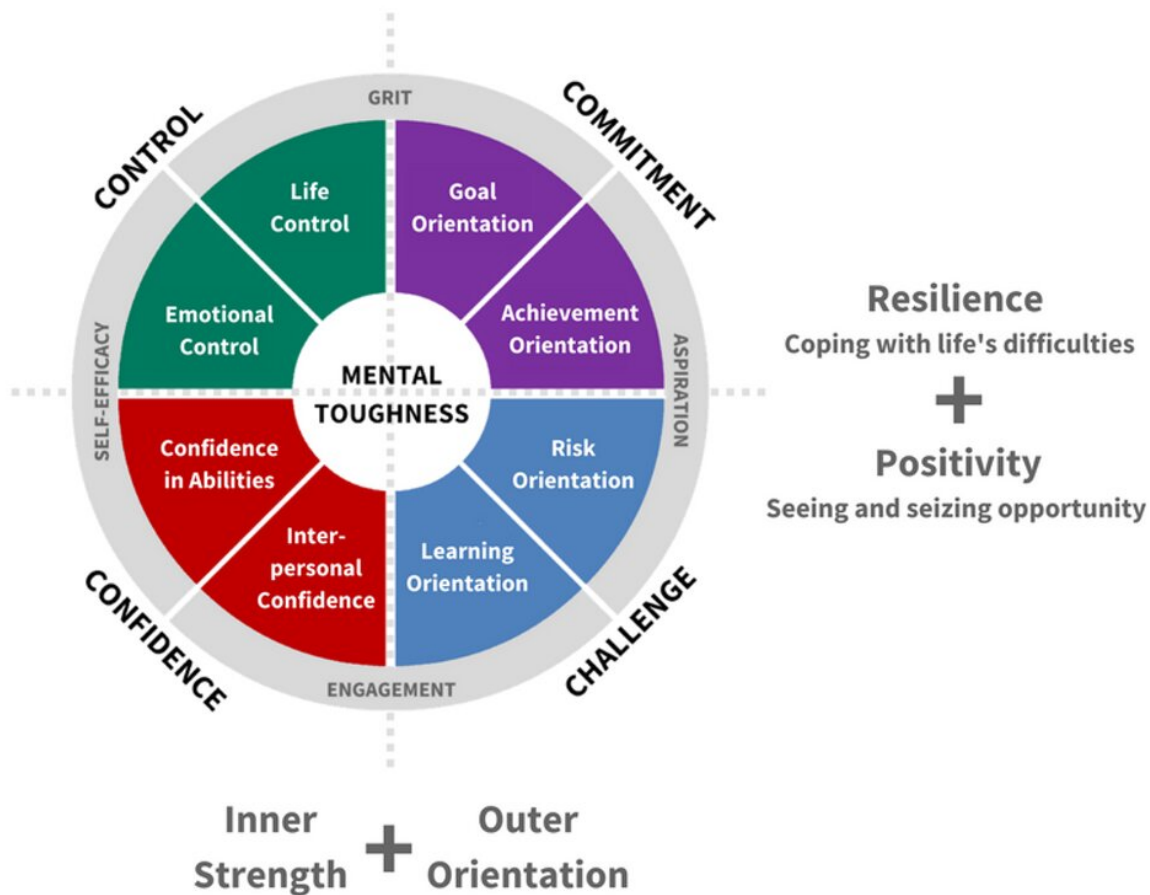 GRIT
CONTROL
COMMITMENT
Life
Control
Goal
Orientation
Emotional
Control
Achievement
Orientation
SELF-EFFICACY
ASPIRATION
MENTAL
TOUGHNESS
Confidence
in Abilities
Risk
Orientation
Inter-
personal
Confidence
Learning
Orientation
CONFIDENCE
CHALLENGE
ENGAGEMENT
Resilience
Coping with life's difficulties
+
Positivity
Seeing and seizing opportunity
Inner
Strength
+
Outer
Orientation